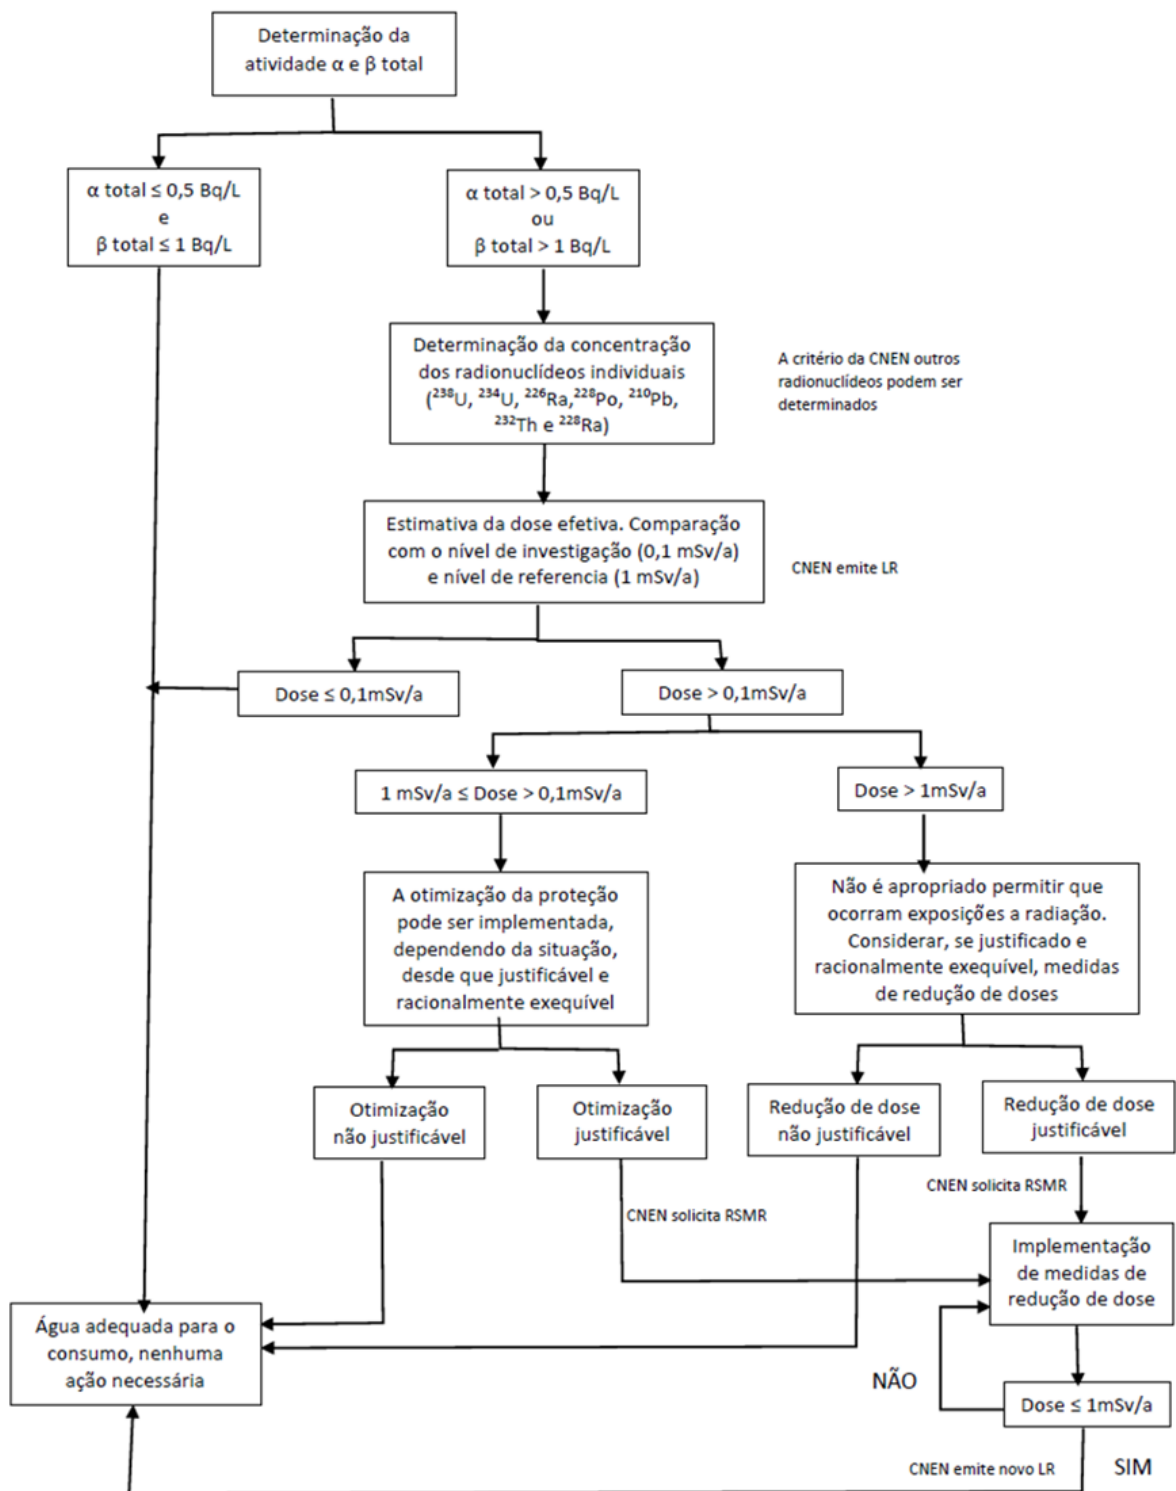 Determinação da
atividade α e β total
α total ≤ 0,5 Bq/L
e
β total ≤ 1 Bq/L
α total > 0,5 Bq/L
ou
β total > 1 Bq/L
Determinação da concentração
dos radionuclídeos individuais
(²³⁸U, ²³⁴U, ²²⁶Ra,²²⁸Po, ²¹⁰Pb,
²³²Th e ²²⁸Ra)
A critério da CNEN outros
radionuclídeos podem ser
determinados
Estimativa da dose efetiva. Comparação
com o nível de investigação (0,1 mSv/a)
e nível de referencia (1 mSv/a)
CNEN emite LR
Dose ≤ 0,1mSv/a
Dose > 0,1mSv/a
1 mSv/a ≤ Dose > 0,1mSv/a
Dose > 1mSv/a
A otimização da proteção
pode ser implementada,
dependendo da situação,
desde que justificável e
racionalmente exequível
Não é apropriado permitir que
ocorram exposições a radiação.
Considerar, se justificado e
racionalmente exequível, medidas
de redução de doses
Otimização
não justificável
Otimização
justificável
Redução de dose
não justificável
Redução de dose
justificável
CNEN solicita RSMR
CNEN solicita RSMR
Implementação
de medidas de
redução de dose
Água adequada para o
consumo, nenhuma
ação necessária
NÃO
Dose ≤ 1mSv/a
CNEN emite novo LR
SIM